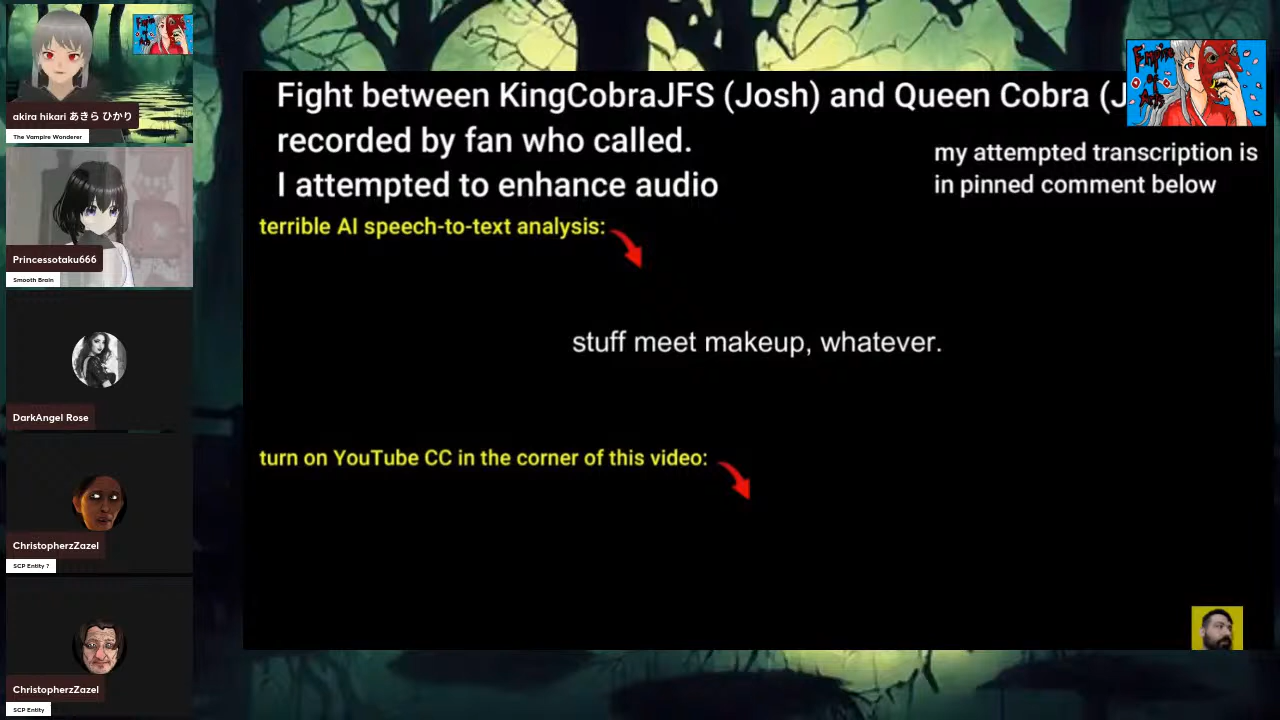 akira hikari あきら ひかり
The Vampire Wonderer
Princessotaku666
Smooth Brain
DarkAngel Rose
ChristopherzZazel
SCP Entity ?
ChristopherzZazel
SCP Entity
Fight between KingCobraJFS (Josh) and Queen Cobra (J
recorded by fan who called.
I attempted to enhance audio
my attempted transcription is
in pinned comment below
terrible AI speech-to-text analysis:
stuff meet makeup, whatever.
turn on YouTube CC in the corner of this video:
Empire
of
Arts